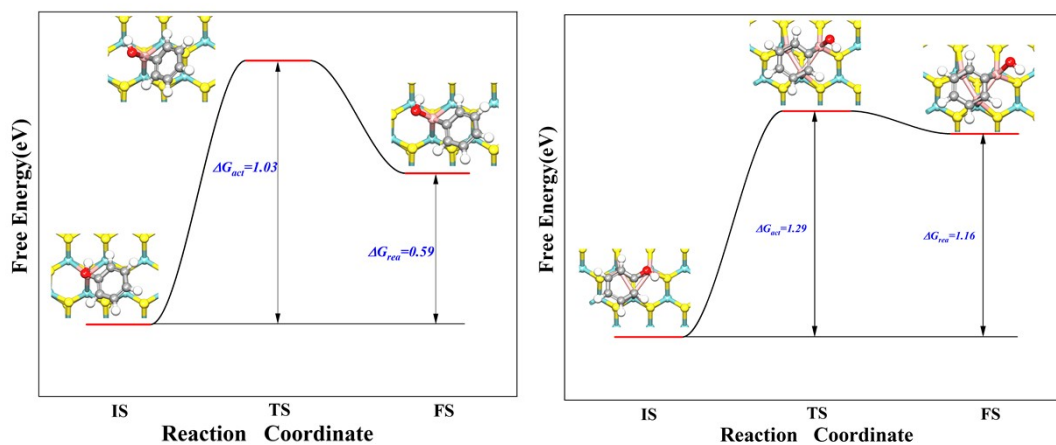 Free Energy(eV)
ΔGact=1.03
ΔGrea=0.59
IS TS FS
Reaction Coordinate
Free Energy(eV)
ΔGact=1.29
ΔGrea=1.16
IS TS FS
Reaction Coordinate